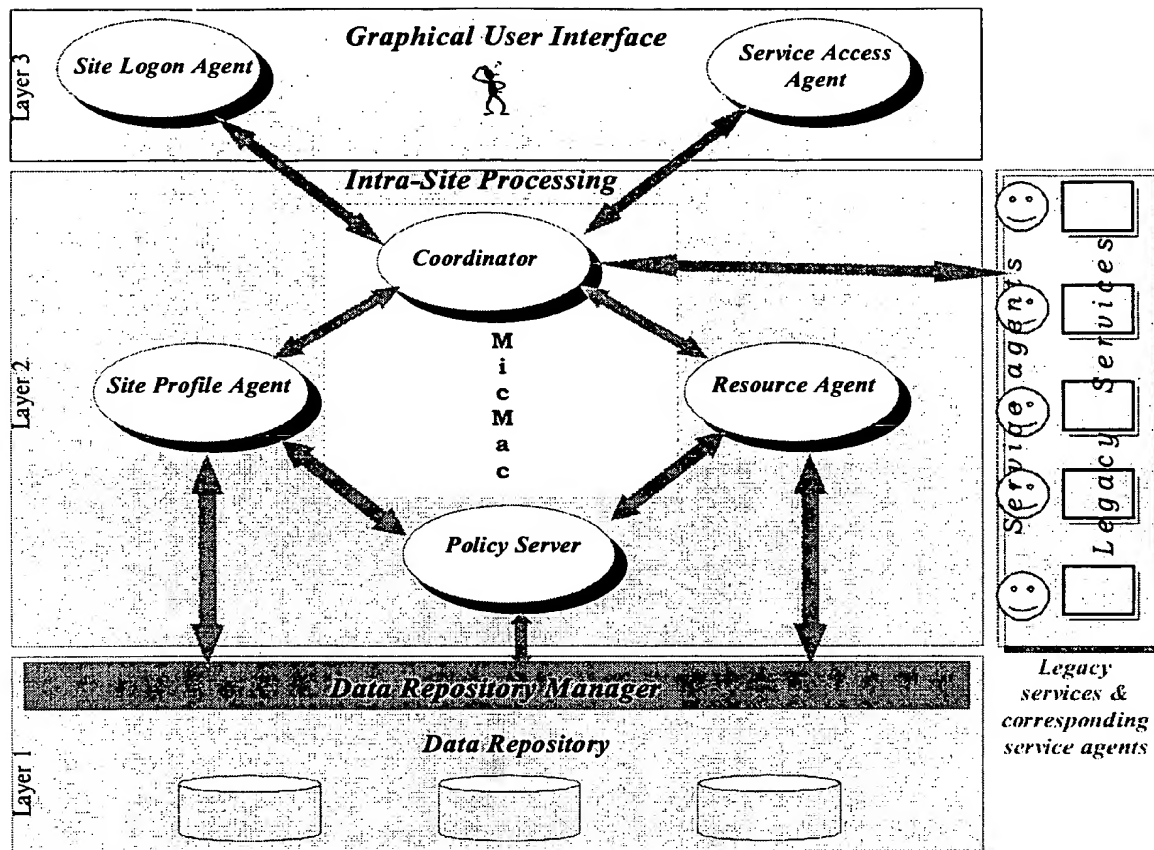 Layer 3
Graphical User Interface
Site Logon Agent
Service Access
Agent
Layer 2
Intra-Site Processing
Coordinator
MicMac
Site Profile Agent
Resource Agent
Policy Server
Service agents
Legacy Services
Legacy
services &
corresponding
service agents
Layer 1
Data Repository Manager
Data Repository